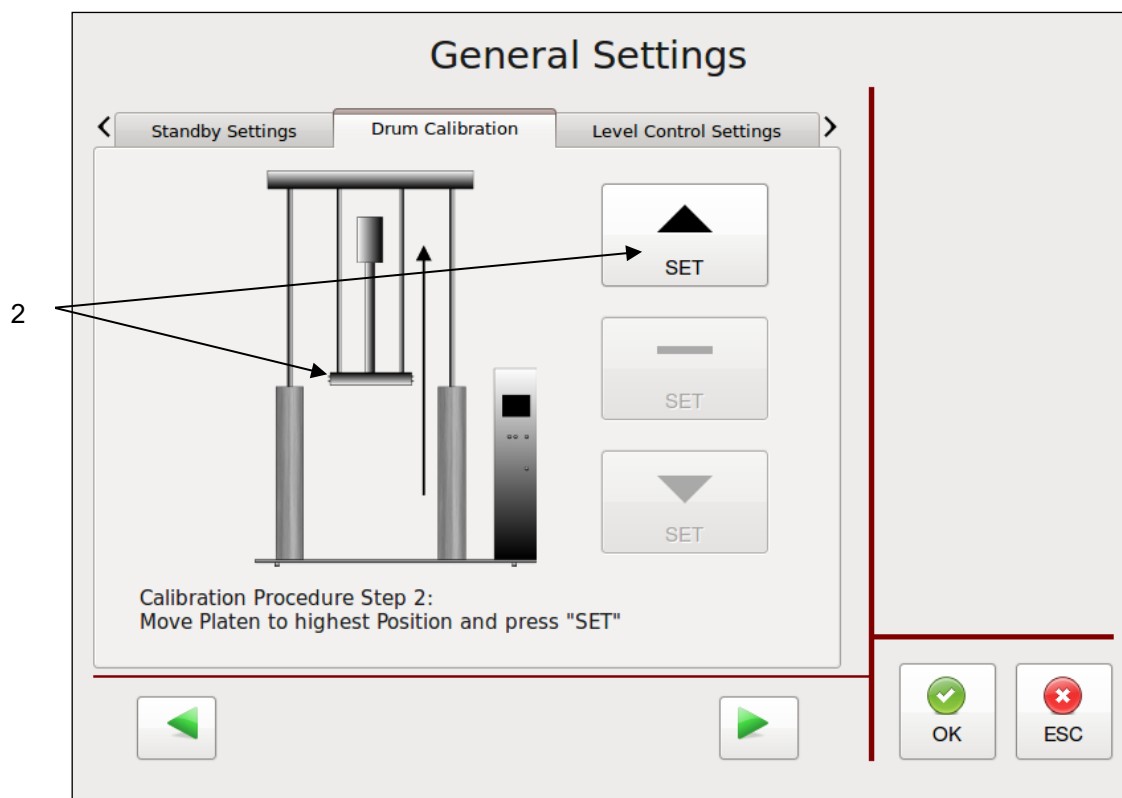 General Settings
Standby Settings
Drum Calibration
Level Control Settings
SET
2
SET
SET
Calibration Procedure Step 2:
Move Platen to highest Position and press "SET"
OK
ESC